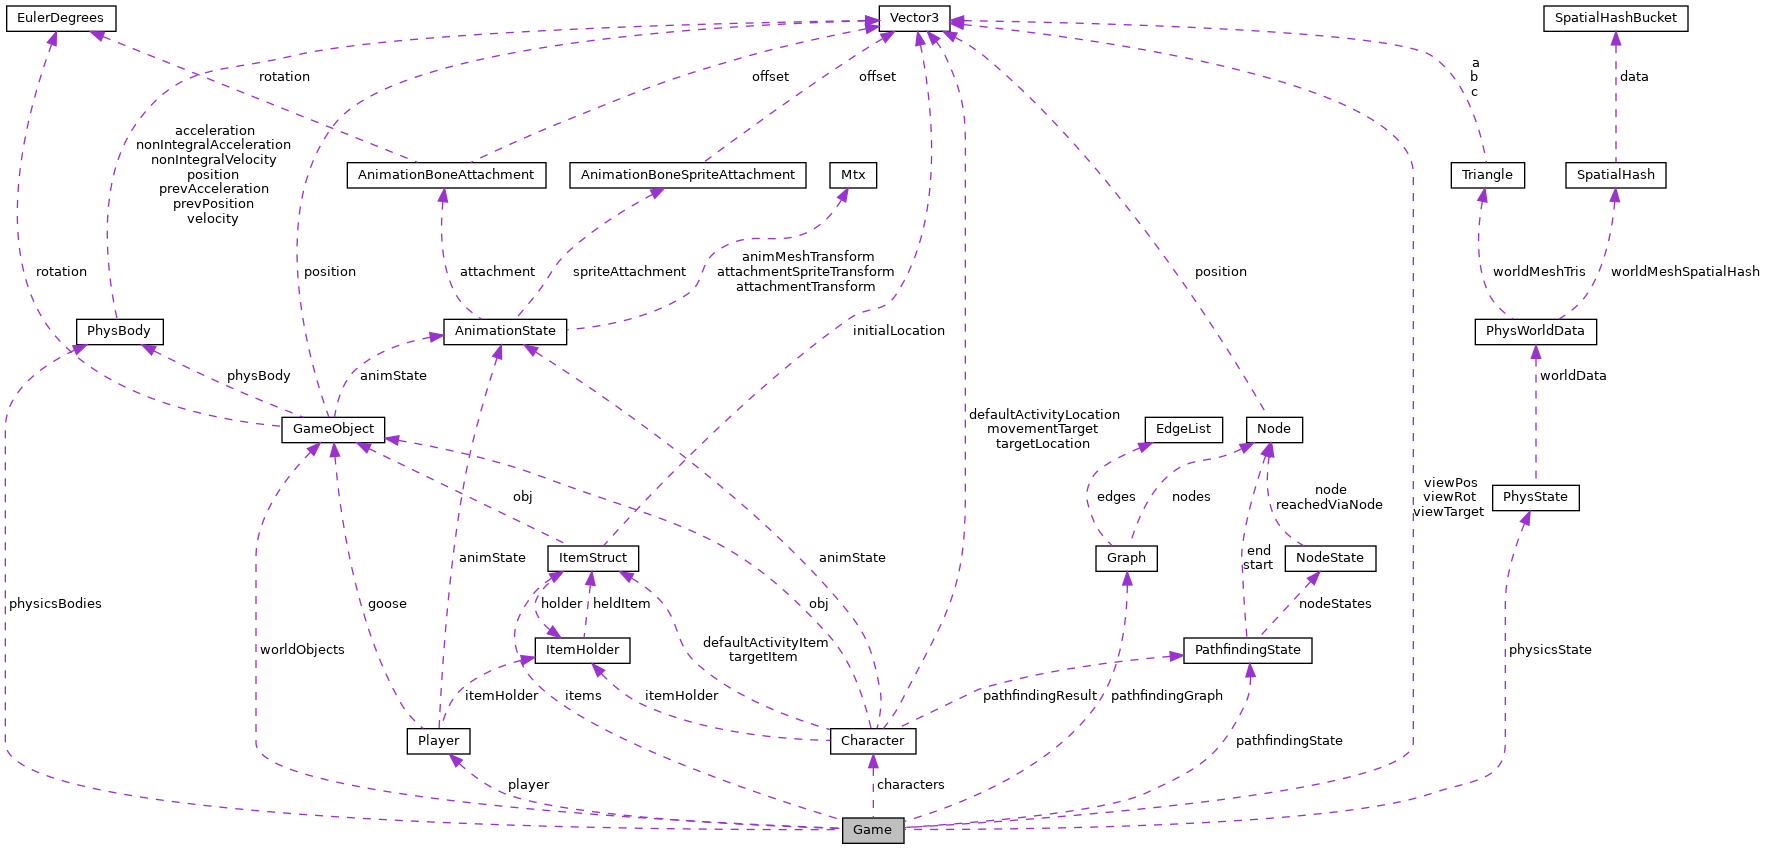 EulerDegrees
Vector3
SpatialHashBucket
rotation
offset
offset
a
b
c
data
acceleration
nonIntegralAcceleration
nonIntegralVelocity
position
prevAcceleration
prevPosition
velocity
AnimationBoneAttachment
AnimationBoneSpriteAttachment
Mtx
Triangle
SpatialHash
rotation
position
attachment
spriteAttachment
animMeshTransform
attachmentSpriteTransform
attachmentTransform
position
worldMeshTris
worldMeshSpatialHash
PhysBody
AnimationState
initialLocation
PhysWorldData
physBody
animState
worldData
GameObject
defaultActivityLocation
movementTarget
targetLocation
EdgeList
Node
obj
edges
nodes
node
reachedViaNode
viewPos
viewRot
viewTarget
PhysState
animState
ItemStruct
animState
Graph
end
start
NodeState
physicsBodies
goose
holder
heldItem
obj
nodeStates
worldObjects
ItemHolder
defaultActivityItem
targetItem
PathfindingState
physicsState
itemHolder
items
itemHolder
pathfindingResult
pathfindingGraph
Player
Character
pathfindingState
player
characters
Game